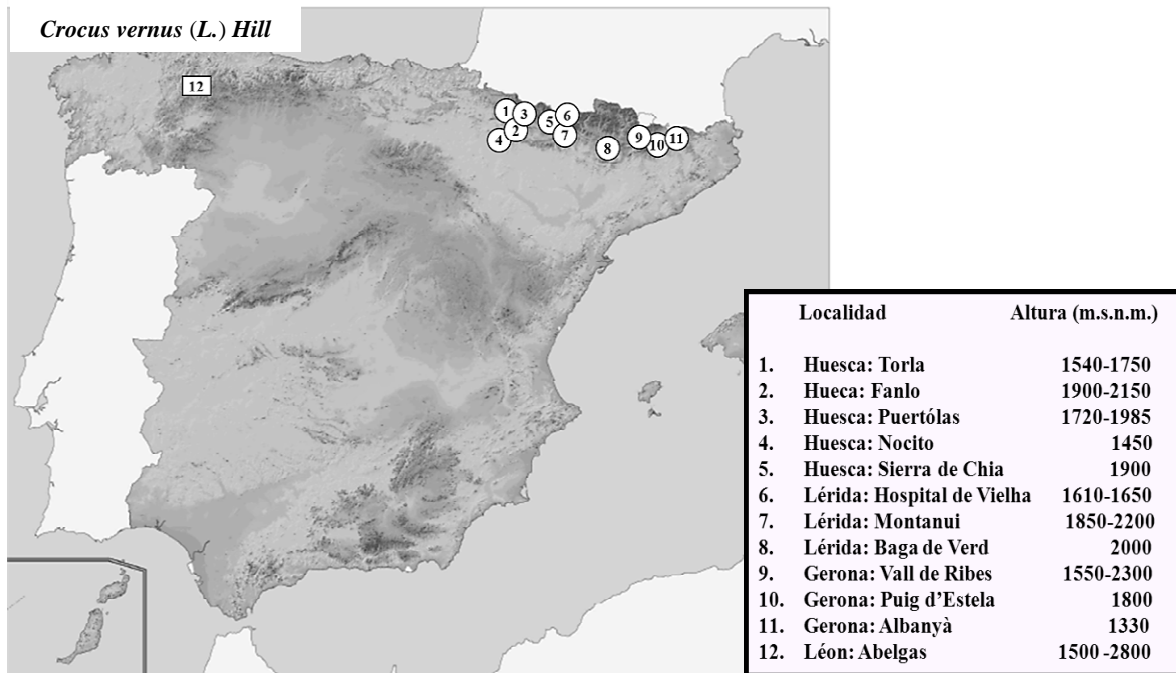 Crocus vernus (L.) Hill
12
1
3
6
5
2
7
4
9
11
10
8
Localidad Altura (m.s.n.m.)
1. Huesca: Torla 1540-1750
2. Hueca: Fanlo 1900-2150
3. Huesca: Puertólas 1720-1985
4. Huesca: Nocito 1450
5. Huesca: Sierra de Chia 1900
6. Lérida: Hospital de Vielha 1610-1650
7. Lérida: Montanui 1850-2200
8. Lérida: Baga de Verd 2000
9. Gerona: Vall de Ribes 1550-2300
10. Gerona: Puig d’Estela 1800
11. Gerona: Albanyà 1330
12. Léon: Abelgas 1500 -2800